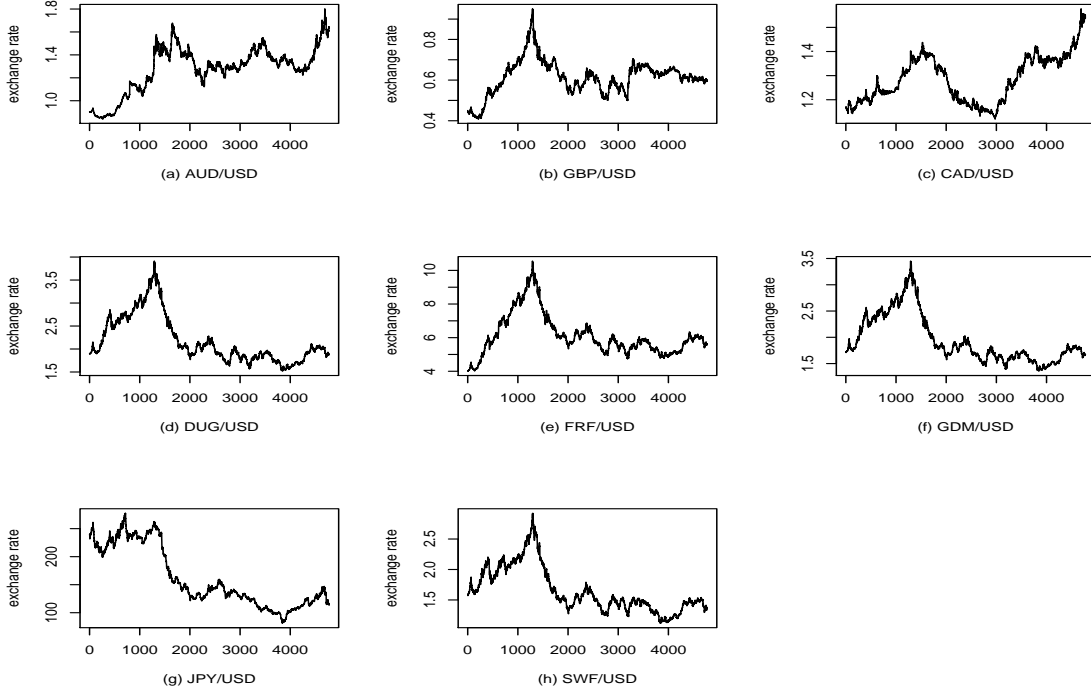 exchange rate
1.0 1.4 1.8
0 1000 2000 3000 4000
(a) AUD/USD
exchange rate
0.4 0.6 0.8
0 1000 2000 3000 4000
(b) GBP/USD
exchange rate
1.2 1.4
0 1000 2000 3000 4000
(c) CAD/USD
exchange rate
1.5 2.5 3.5
0 1000 2000 3000 4000
(d) DUG/USD
exchange rate
4 6 8 10
0 1000 2000 3000 4000
(e) FRF/USD
exchange rate
1.5 2.5 3.5
0 1000 2000 3000 4000
(f) GDM/USD
exchange rate
100 200
0 1000 2000 3000 4000
(g) JPY/USD
exchange rate
1.5 2.0 2.5
0 1000 2000 3000 4000
(h) SWF/USD